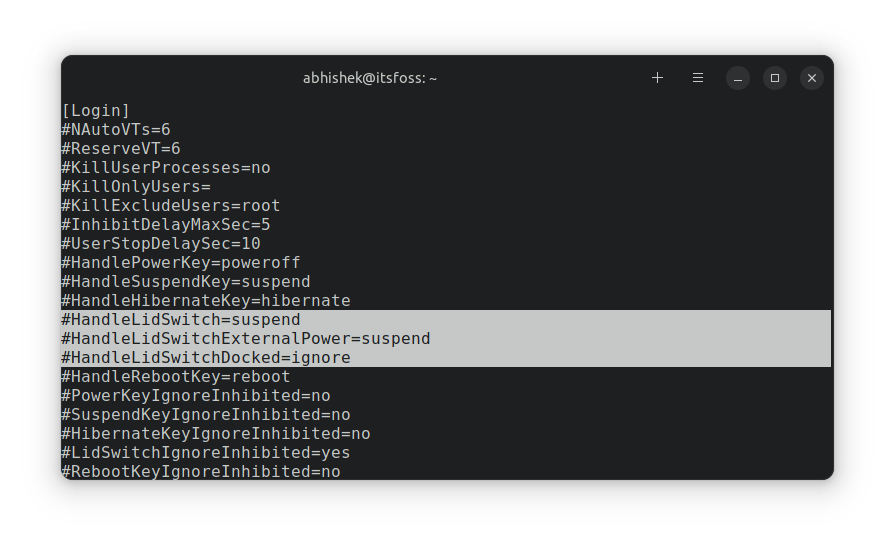 abhishek@itsfoss: ~
[Login]
#NAutoVTs=6
#ReserveVT=6
#KillUserProcesses=no
#KillOnlyUsers=
#KillExcludeUsers=root
#InhibitDelayMaxSec=5
#UserStopDelaySec=10
#HandlePowerKey=poweroff
#HandleSuspendKey=suspend
#HandleHibernateKey=hibernate
#HandleLidSwitch=suspend
#HandleLidSwitchExternalPower=suspend
#HandleLidSwitchDocked=ignore
#HandleRebootKey=reboot
#PowerKeyIgnoreInhibited=no
#SuspendKeyIgnoreInhibited=no
#HibernateKeyIgnoreInhibited=no
#LidSwitchIgnoreInhibited=yes
#RebootKeyIgnoreInhibited=no